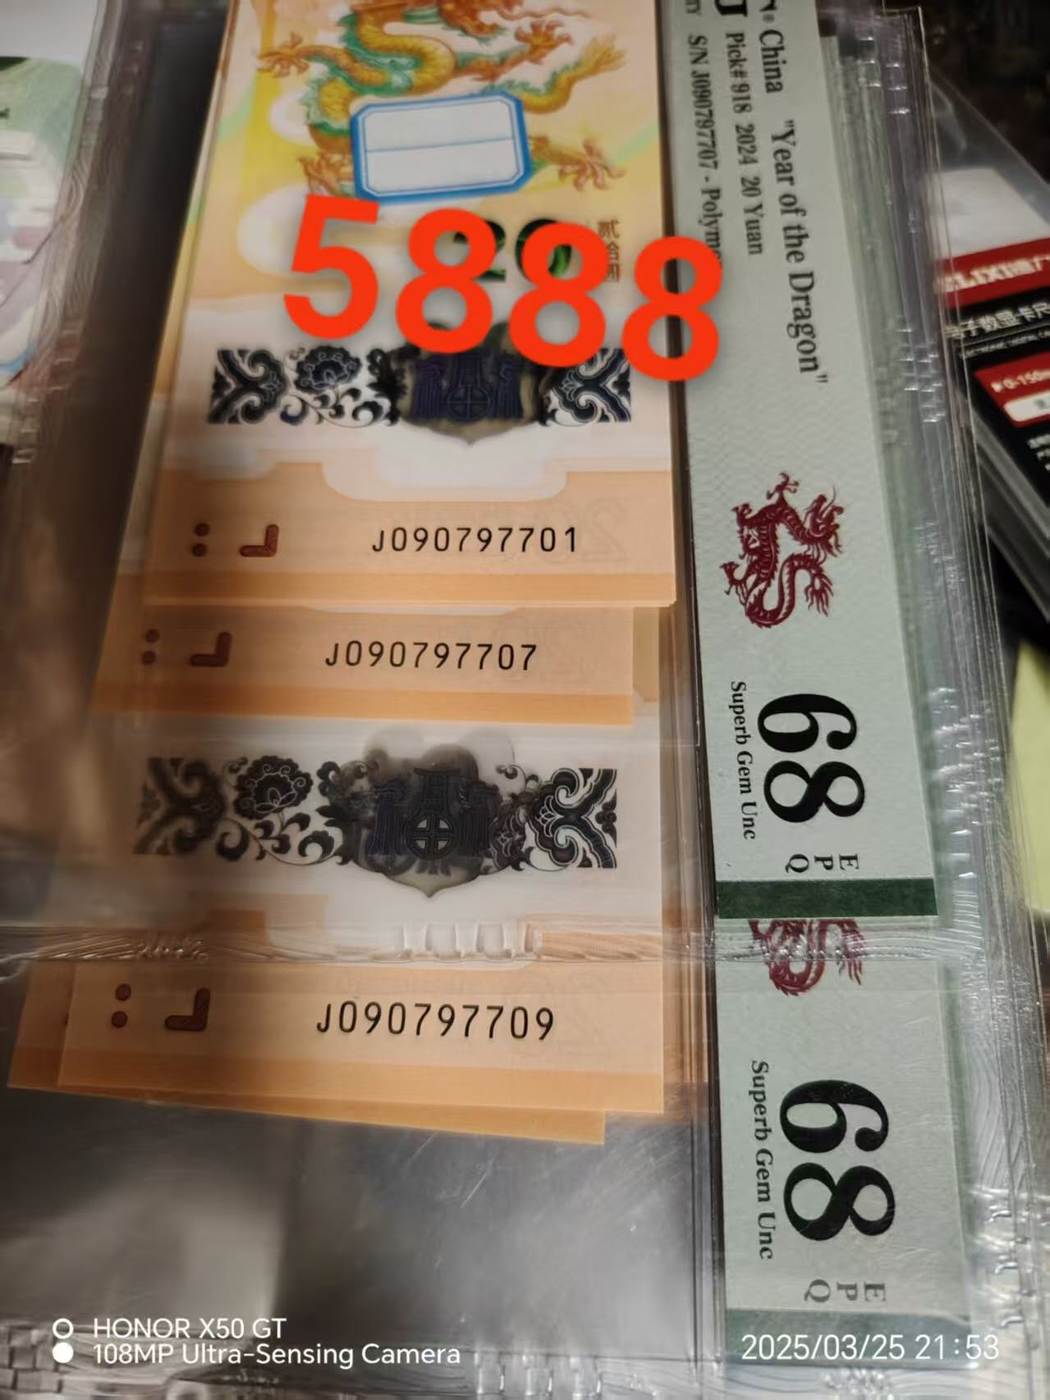 China "Year of the Dragon"
Pick# 918 2024 20 Yuan
S/N J090797707 - Polymer
5888
20
贰拾圆
J090797701
J090797707
68
Superb Gem Unc
E
P
Q
J090797709
68
Superb Gem Unc
E
P
Q
HONOR X50 GT
108MP Ultra-Sensing Camera
2025/03/25 21:53